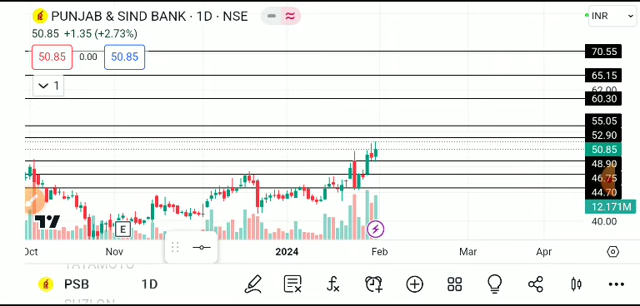 PUNJAB & SIND BANK · 1D · NSE
INR
50.85 +1.35 (+2.73%)
50.85 0.00 50.85
1
70.55
65.15
62.00
60.30
55.05
52.90
50.85
48.90
46.75
44.70
12.171M
40.00
E
Oct Nov 2024 Feb Mar Apr
PSB 1D